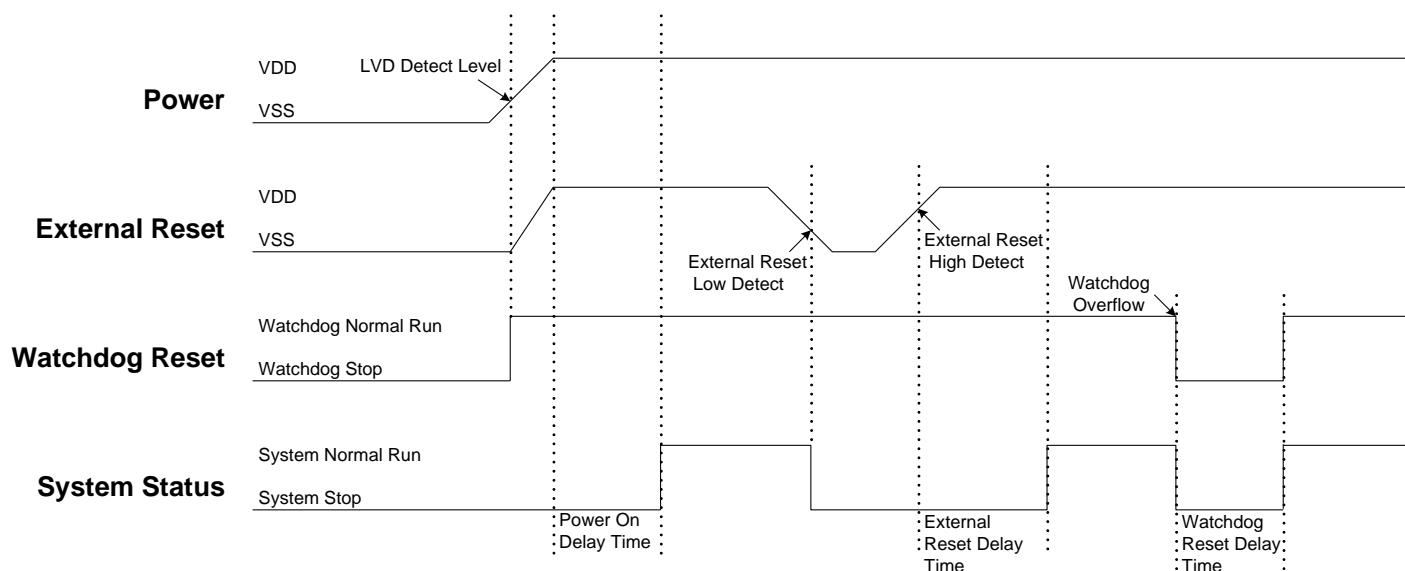 VDD
LVD Detect Level
Power
VSS
VDD
External Reset
VSS
External Reset
Low Detect
External Reset
High Detect
Watchdog
Overflow
Watchdog Normal Run
Watchdog Reset
Watchdog Stop
System Normal Run
System Status
System Stop
Power On
Delay Time
External
Reset Delay
Time
Watchdog
Reset Delay
Time